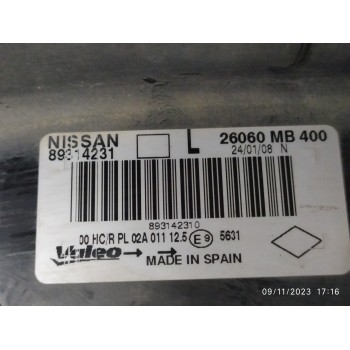 NISSAN L 26060 MB 400
89314231 24/01/08 N
893142310
00 HC/R PL 02A 011 12.5 E9 5631
Valeo MADE IN SPAIN
09/11/2023 17:16